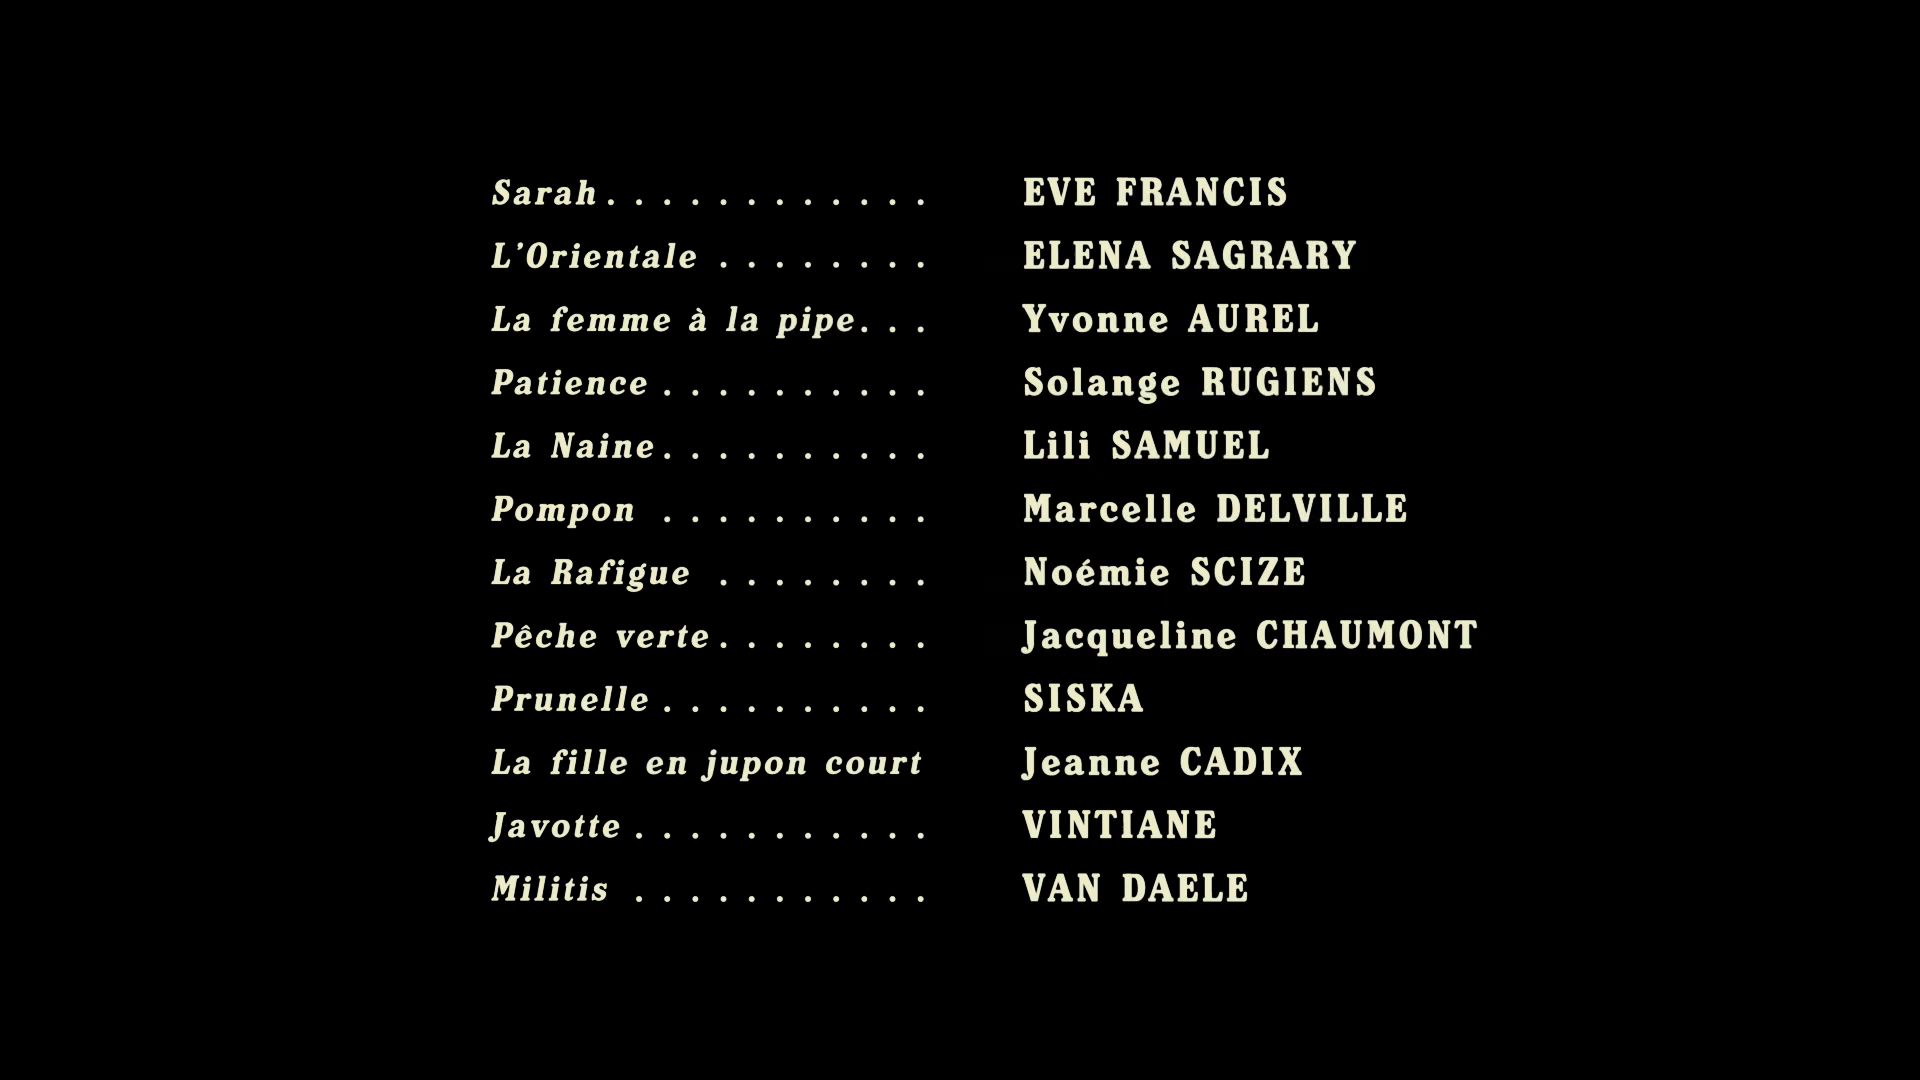 Sarah . . . . . . . . . . . . EVE FRANCIS
L'Orientale . . . . . . . . ELENA SAGRARY
La femme à la pipe. . . Yvonne AUREL
Patience . . . . . . . . . . Solange RUGIENS
La Naine . . . . . . . . . . Lili SAMUEL
Pompon . . . . . . . . . . Marcelle DELVILLE
La Rafigue . . . . . . . . Noémie SCIZE
Pêche verte . . . . . . . . Jacqueline CHAUMONT
Prunelle . . . . . . . . . . SISKA
La fille en jupon court Jeanne CADIX
Javotte . . . . . . . . . . . VINTIANE
Militis . . . . . . . . . . . VAN DAELE